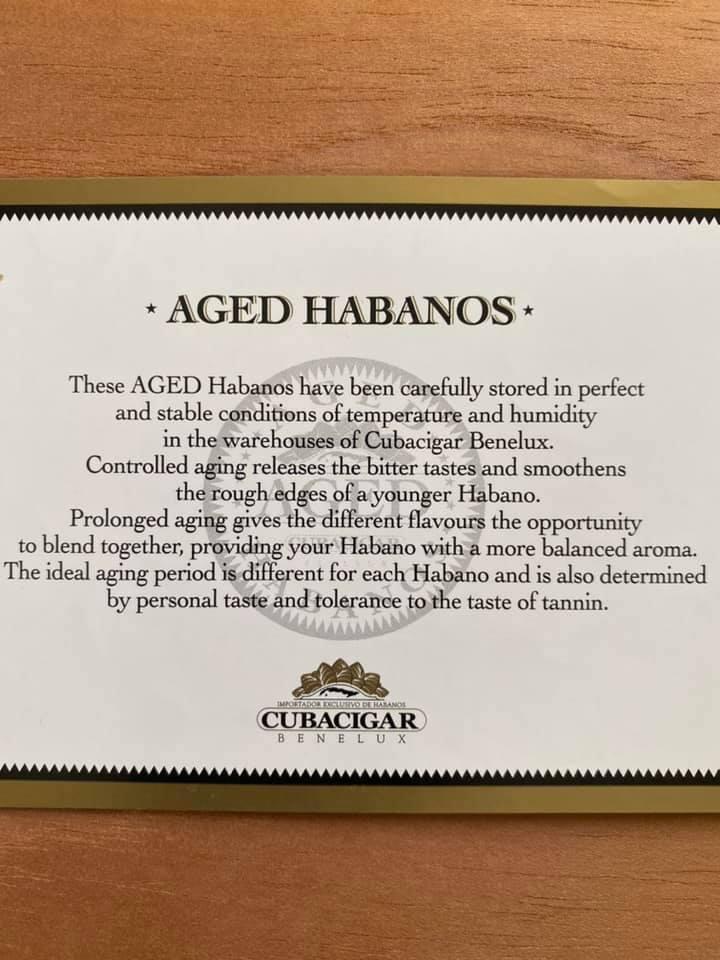 ★ AGED HABANOS ★
These AGED Habanos have been carefully stored in perfect
and stable conditions of temperature and humidity
in the warehouses of Cubacigar Benelux.
Controlled aging releases the bitter tastes and smoothens
the rough edges of a younger Habano.
Prolonged aging gives the different flavours the opportunity
to blend together, providing your Habano with a more balanced aroma.
The ideal aging period is different for each Habano and is also determined
by personal taste and tolerance to the taste of tannin.
AGED
AGED
CUBACIGAR
HABANOS
IMPORTADOR EXCLUSIVO DE HABANOS
CUBACIGAR
BENELUX